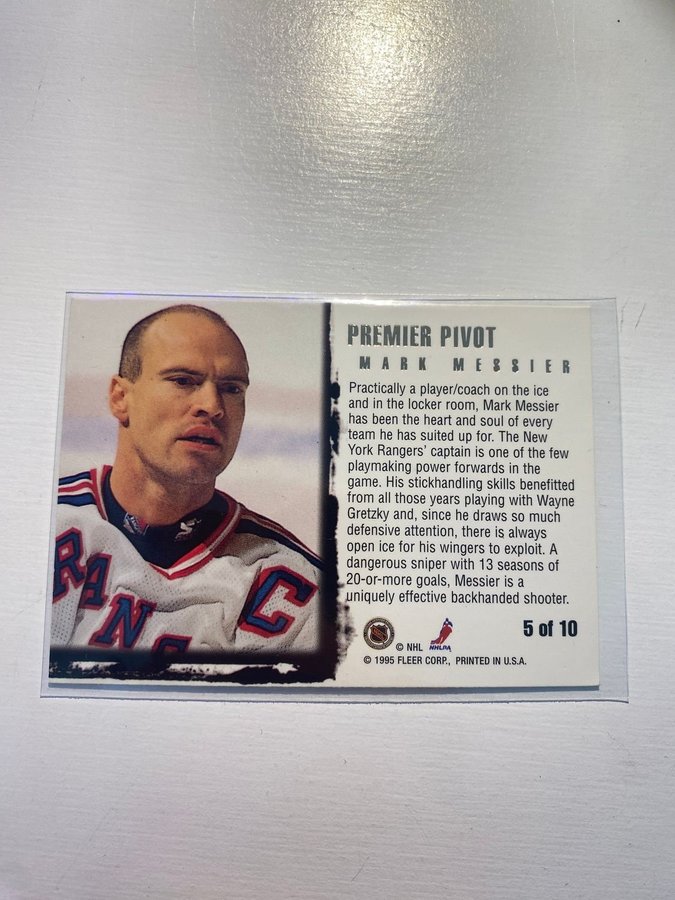 PREMIER PIVOT
MARK MESSIER
Practically a player/coach on the ice
and in the locker room, Mark Messier
has been the heart and soul of every
team he has suited up for. The New
York Rangers' captain is one of the few
playmaking power forwards in the
game. His stickhandling skills benefitted
from all those years playing with Wayne
Gretzky and, since he draws so much
defensive attention, there is always
open ice for his wingers to exploit. A
dangerous sniper with 13 seasons of
20-or-more goals, Messier is a
uniquely effective backhanded shooter.
5 of 10
© NHL NHLPA
© 1995 FLEER CORP., PRINTED IN U.S.A.
RANG
C